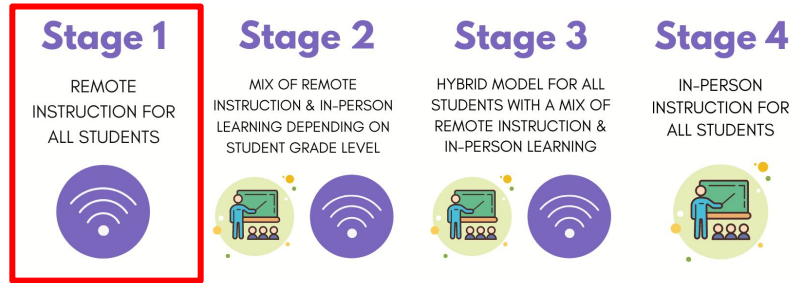 Stage 1
REMOTE
INSTRUCTION FOR
ALL STUDENTS
Stage 2
MIX OF REMOTE
INSTRUCTION & IN-PERSON
LEARNING DEPENDING ON
STUDENT GRADE LEVEL
Stage 3
HYBRID MODEL FOR ALL
STUDENTS WITH A MIX OF
REMOTE INSTRUCTION &
IN-PERSON LEARNING
Stage 4
IN-PERSON
INSTRUCTION FOR
ALL STUDENTS